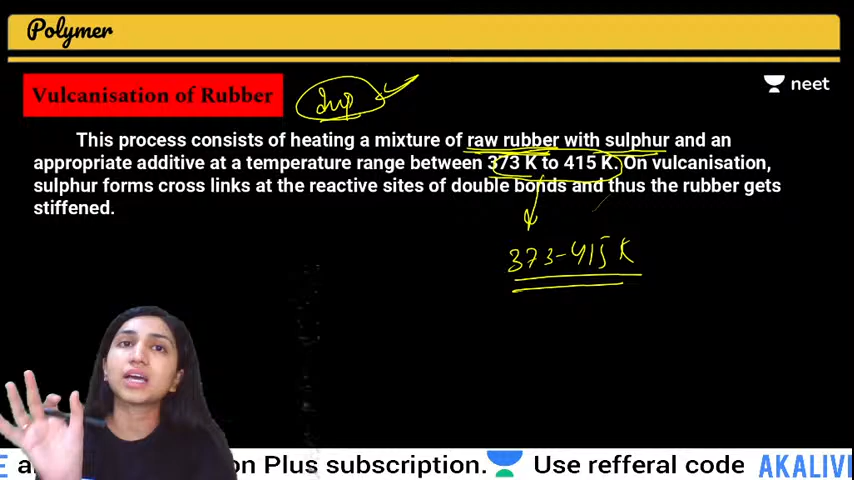 Polymer
neet
Vulcanisation of Rubber
Imp
This process consists of heating a mixture of raw rubber with sulphur and an
appropriate additive at a temperature range between 373 K to 415 K. On vulcanisation,
sulphur forms cross links at the reactive sites of double bonds and thus the rubber gets
stiffened.
373-415 K
on Plus subscription. Use refferal code AKALIVI